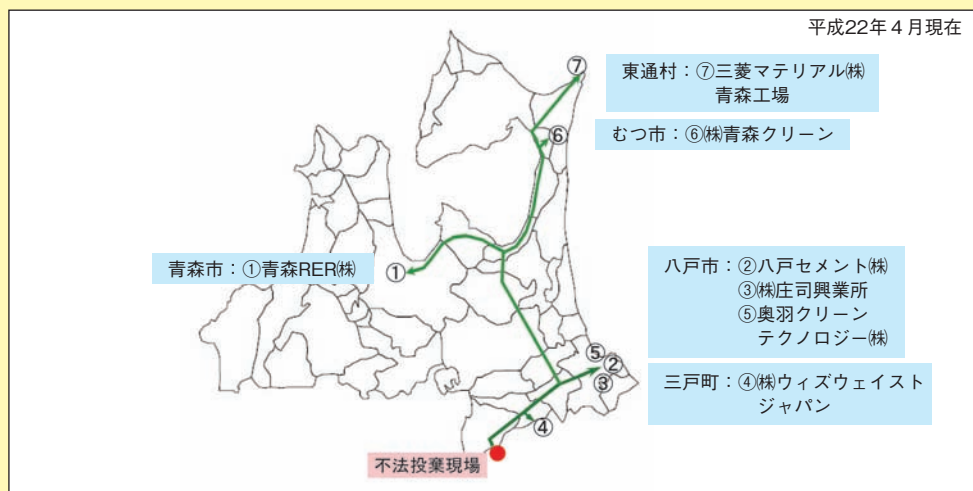 平成22年4月現在
⑦
東通村：⑦三菱マテリアル㈱
青森工場
⑥
むつ市：⑥㈱青森クリーン
青森市：①青森RER㈱
①
八戸市：②八戸セメント㈱
③㈱庄司興業所
⑤奥羽クリーン
テクノロジー㈱
⑤
②
③
三戸町：④㈱ウィズウェイスト
ジャパン
④
不法投棄現場